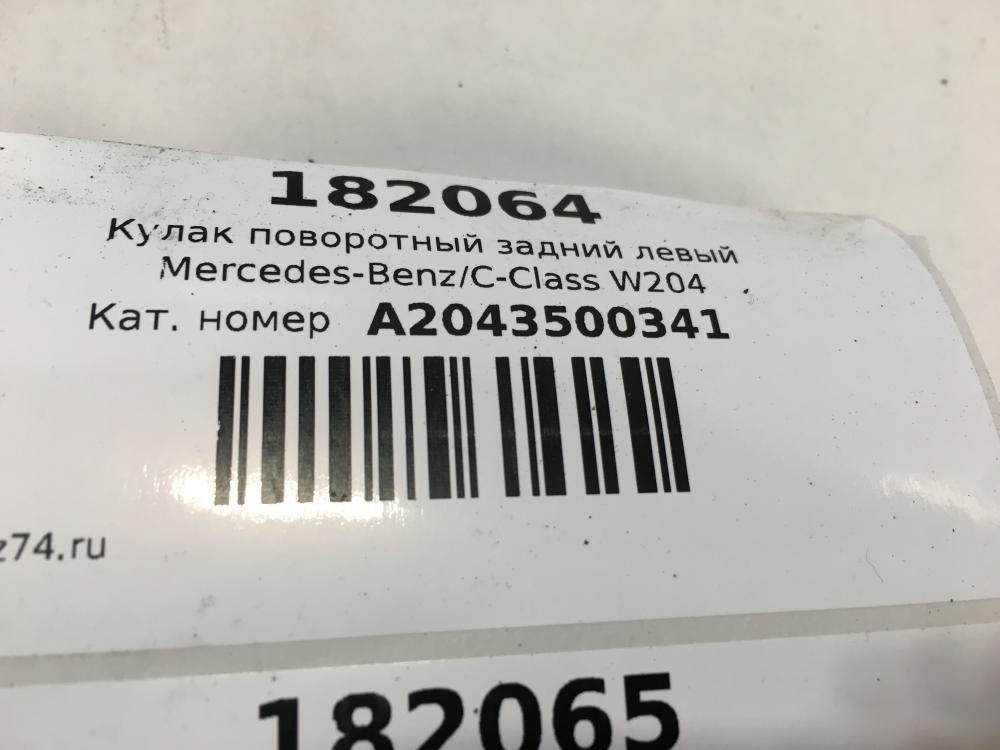 182064
Кулак поворотный задний левый
Mercedes-Benz/C-Class W204
Кат. номер A2043500341
z74.ru
182065